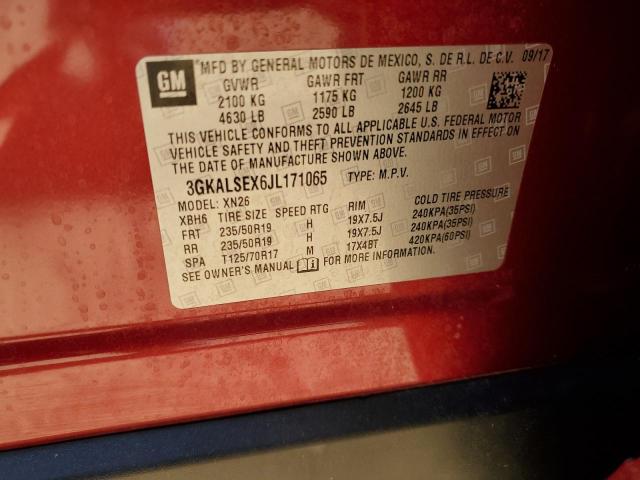 GM
MFD BY GENERAL MOTORS DE MEXICO, S. DE R.L. DE C.V. 09/17
GVWR GAWR FRT GAWR RR
2100 KG 1175 KG 1200 KG
4630 LB 2590 LB 2645 LB
THIS VEHICLE CONFORMS TO ALL APPLICABLE U.S. FEDERAL MOTOR
VEHICLE SAFETY AND THEFT PREVENTION STANDARDS IN EFFECT ON
THE DATE OF MANUFACTURE SHOWN ABOVE.
3GKALSEX6JL171065 TYPE: M.P.V.
MODEL: XN26
XBH6 TIRE SIZE SPEED RTG RIM COLD TIRE PRESSURE
FRT 235/50R19 H 19X7.5J 240KPA(35PSI)
RR 235/50R19 H 19X7.5J 240KPA(35PSI)
SPA T125/70R17 M 17X4BT 420KPA(60PSI)
SEE OWNER'S MANUAL FOR MORE INFORMATION.